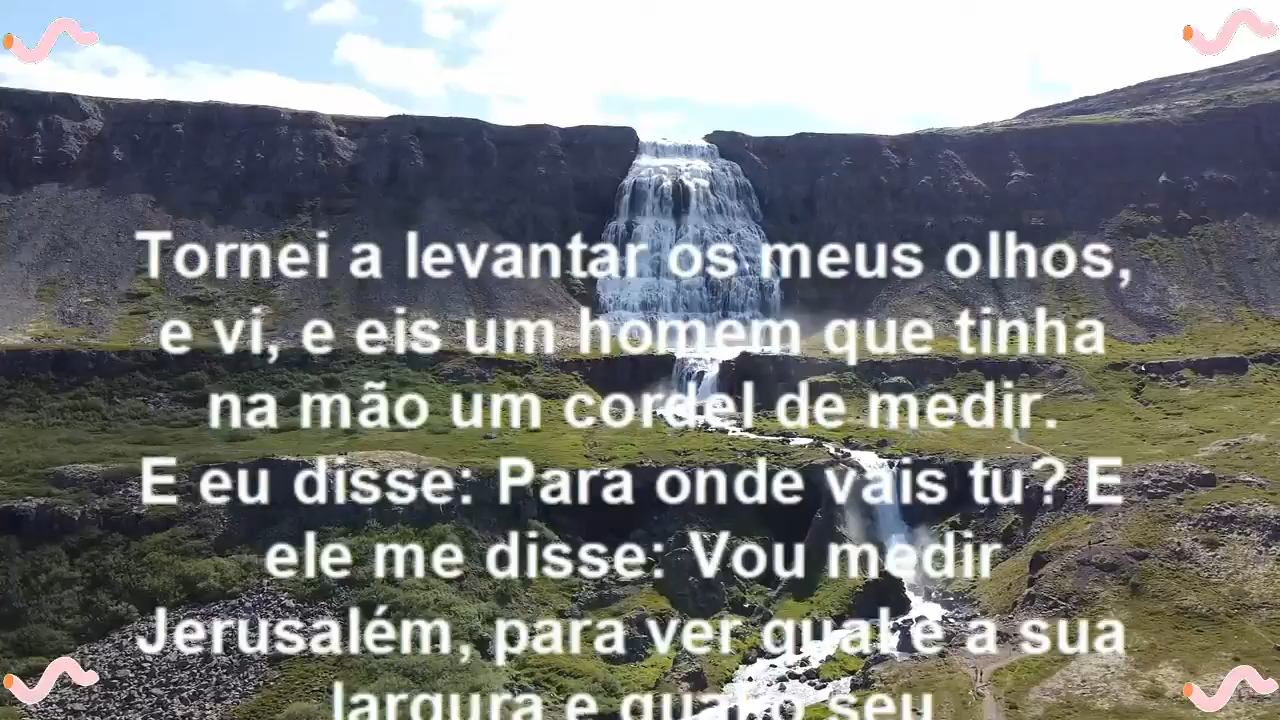 Tornei a levantar os meus olhos,
e vi, e eis um homem que tinha
na mão um cordel de medir.
E eu disse: Para onde vais tu? E
ele me disse: Vou medir
Jerusalém, para ver qual é a sua
largura e qual o seu